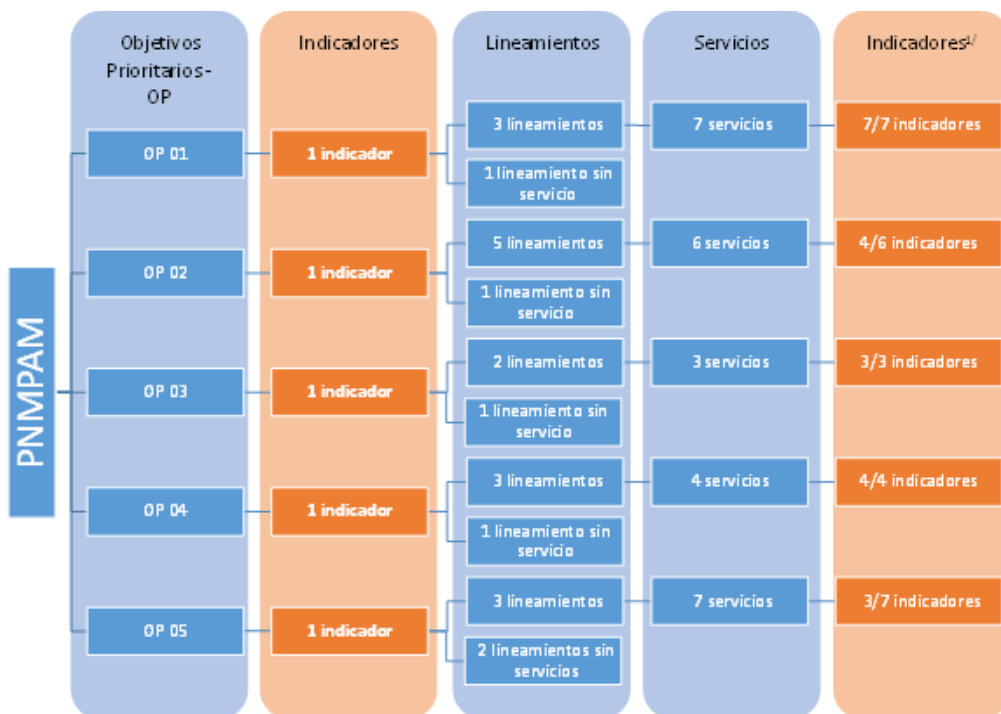 Objetivos
Prioritarios -
OP
Indicadores
Lineamientos
Servicios
Indicadores1/
PNMPAM
OP 01
1 indicador
3 lineamientos
7 servicios
7/7 indicadores
1 lineamiento sin
servicio
OP 02
1 indicador
5 lineamientos
6 servicios
4/6 indicadores
1 lineamiento sin
servicio
OP 03
1 indicador
2 lineamientos
3 servicios
3/3 indicadores
1 lineamiento sin
servicio
OP 04
1 indicador
3 lineamientos
4 servicios
4/4 indicadores
1 lineamiento sin
servicio
OP 05
1 indicador
3 lineamientos
7 servicios
3/7 indicadores
2 lineamientos sin
servicios